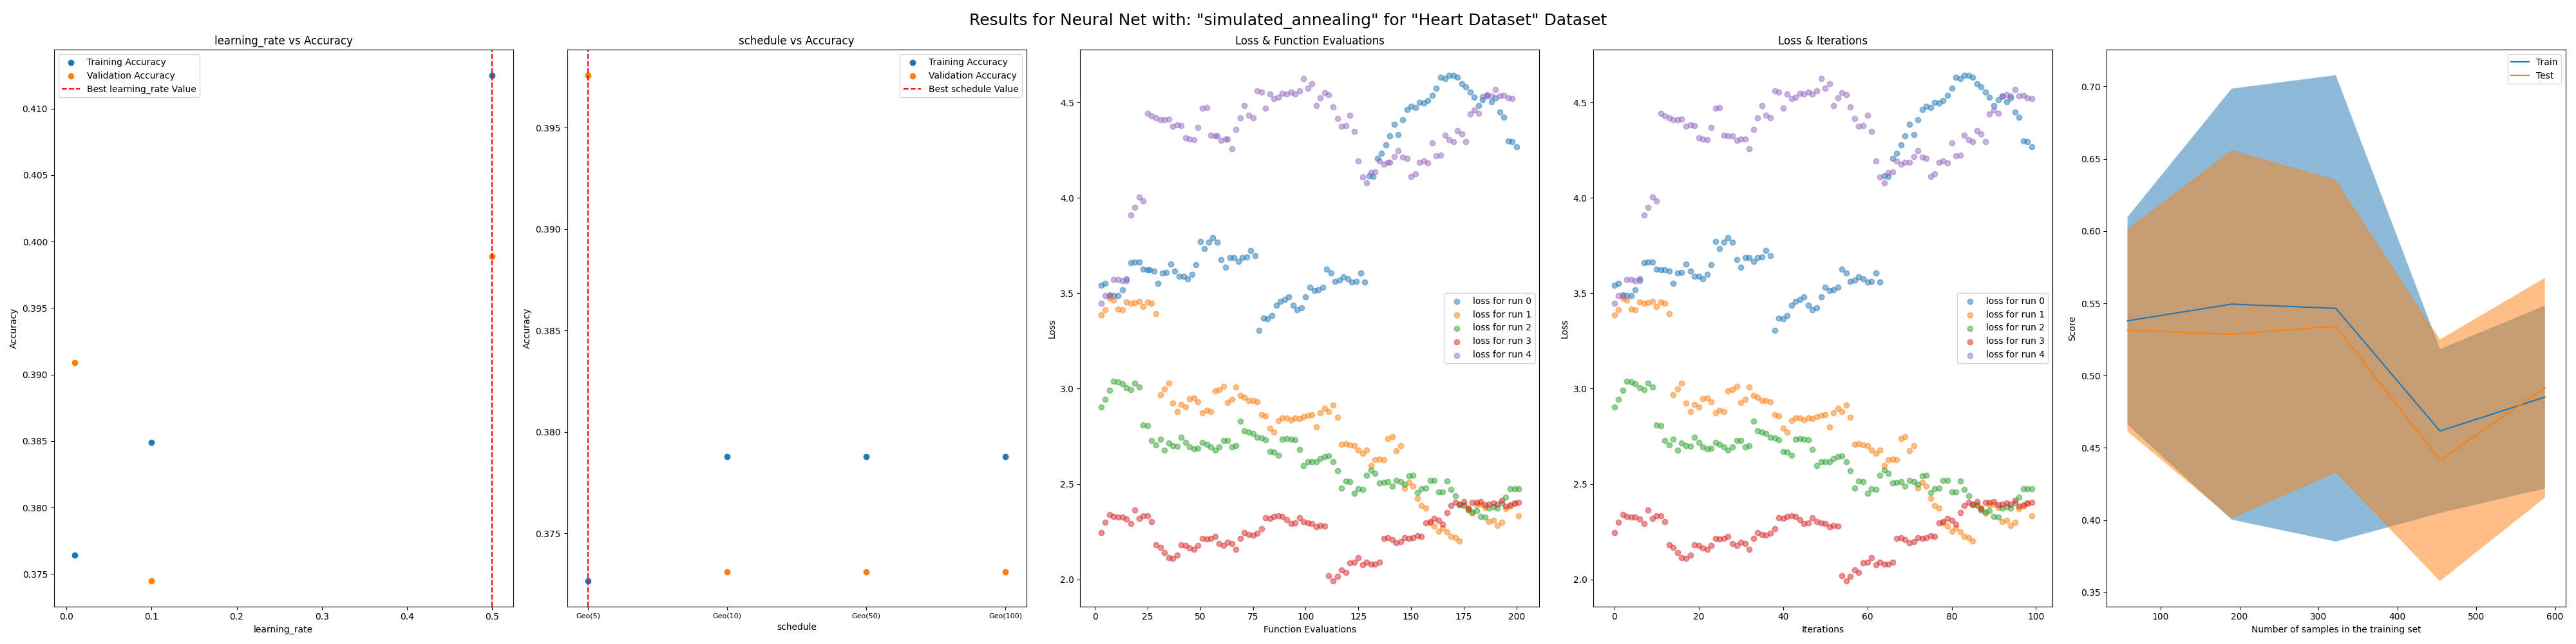 Results for Neural Net with: "simulated_annealing" for "Heart Dataset" Dataset
learning_rate vs Accuracy
Training Accuracy
Validation Accuracy
Best learning_rate Value
Accuracy
0.410
0.405
0.400
0.395
0.390
0.385
0.380
0.375
0.0 0.1 0.2 0.3 0.4 0.5
learning_rate
schedule vs Accuracy
Training Accuracy
Validation Accuracy
Best schedule Value
Accuracy
0.395
0.390
0.385
0.380
0.375
Geo(5) Geo(10) Geo(50) Geo(100)
schedule
Loss & Function Evaluations
Loss
4.5
4.0
3.5
3.0
2.5
2.0
loss for run 0
loss for run 1
loss for run 2
loss for run 3
loss for run 4
0 25 50 75 100 125 150 175 200
Function Evaluations
Loss & Iterations
Loss
4.5
4.0
3.5
3.0
2.5
2.0
loss for run 0
loss for run 1
loss for run 2
loss for run 3
loss for run 4
0 20 40 60 80 100
Iterations
Train
Test
Score
0.70
0.65
0.60
0.55
0.50
0.45
0.40
0.35
100 200 300 400 500 600
Number of samples in the training set